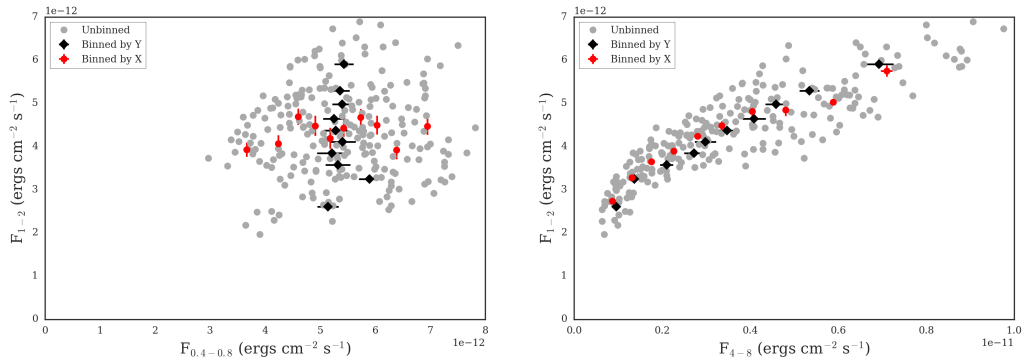 1e−12
7
6
5
4
3
2
1
0
F1−2 (ergs cm−2 s−1)
Unbinned
Binned by Y
Binned by X
0 1 2 3 4 5 6 7 8
1e−12
F0.4−0.8 (ergs cm−2 s−1)
1e−12
7
6
5
4
3
2
1
0
F1−2 (ergs cm−2 s−1)
Unbinned
Binned by Y
Binned by X
0.0 0.2 0.4 0.6 0.8 1.0
1e−11
F4−8 (ergs cm−2 s−1)